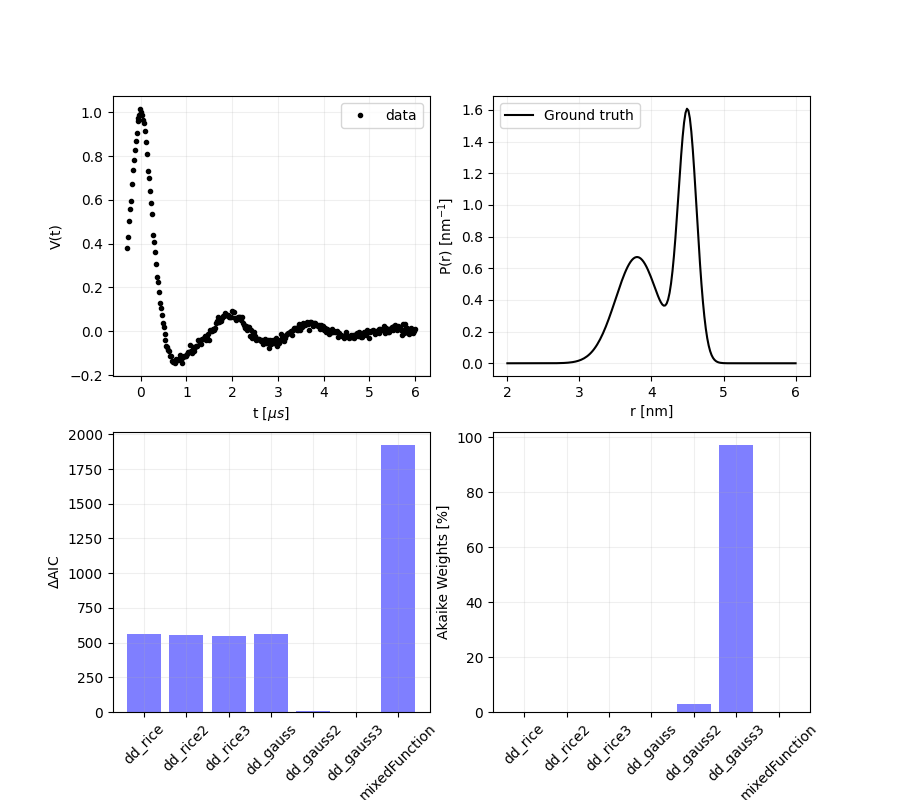 1.0
0.8
0.6
0.4
0.2
0.0
−0.2
V(t)
data
0 1 2 3 4 5 6
t [μs]
1.6
1.4
1.2
1.0
0.8
0.6
0.4
0.2
0.0
P(r) [nm⁻¹]
Ground truth
2 3 4 5 6
r [nm]
2000
1750
1500
1250
1000
750
500
250
0
ΔAIC
dd_rice
dd_rice2
dd_rice3
dd_gauss
dd_gauss2
dd_gauss3
mixedFunction
100
80
60
40
20
0
Akaike Weights [%]
dd_rice
dd_rice2
dd_rice3
dd_gauss
dd_gauss2
dd_gauss3
mixedFunction